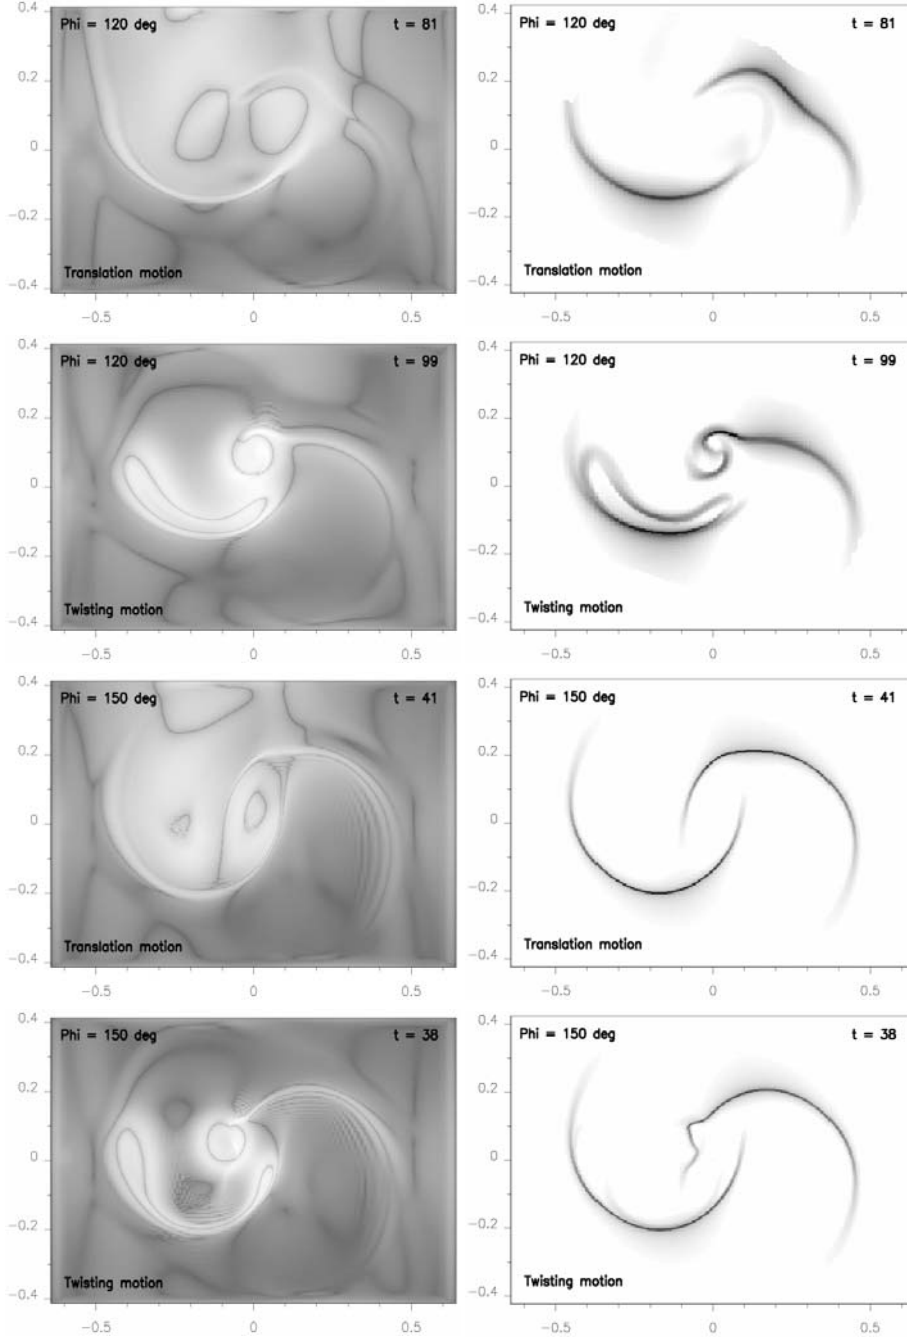 0.4 Phi = 120 deg t = 81 0.4 Phi = 120 deg t = 81
0.2 0.2
0 0
−0.2 −0.2
Translation motion Translation motion
−0.4 −0.4
−0.5 0 0.5 −0.5 0 0.5
0.4 Phi = 120 deg t = 99 0.4 Phi = 120 deg t = 99
0.2 0.2
0 0
−0.2 −0.2
Twisting motion Twisting motion
−0.4 −0.4
−0.5 0 0.5 −0.5 0 0.5
0.4 Phi = 150 deg t = 41 0.4 Phi = 150 deg t = 41
0.2 0.2
0 0
−0.2 −0.2
Translation motion Translation motion
−0.4 −0.4
−0.5 0 0.5 −0.5 0 0.5
0.4 Phi = 150 deg t = 38 0.4 Phi = 150 deg t = 38
0.2 0.2
0 0
−0.2 −0.2
Twisting motion Twisting motion
−0.4 −0.4
−0.5 0 0.5 −0.5 0 0.5